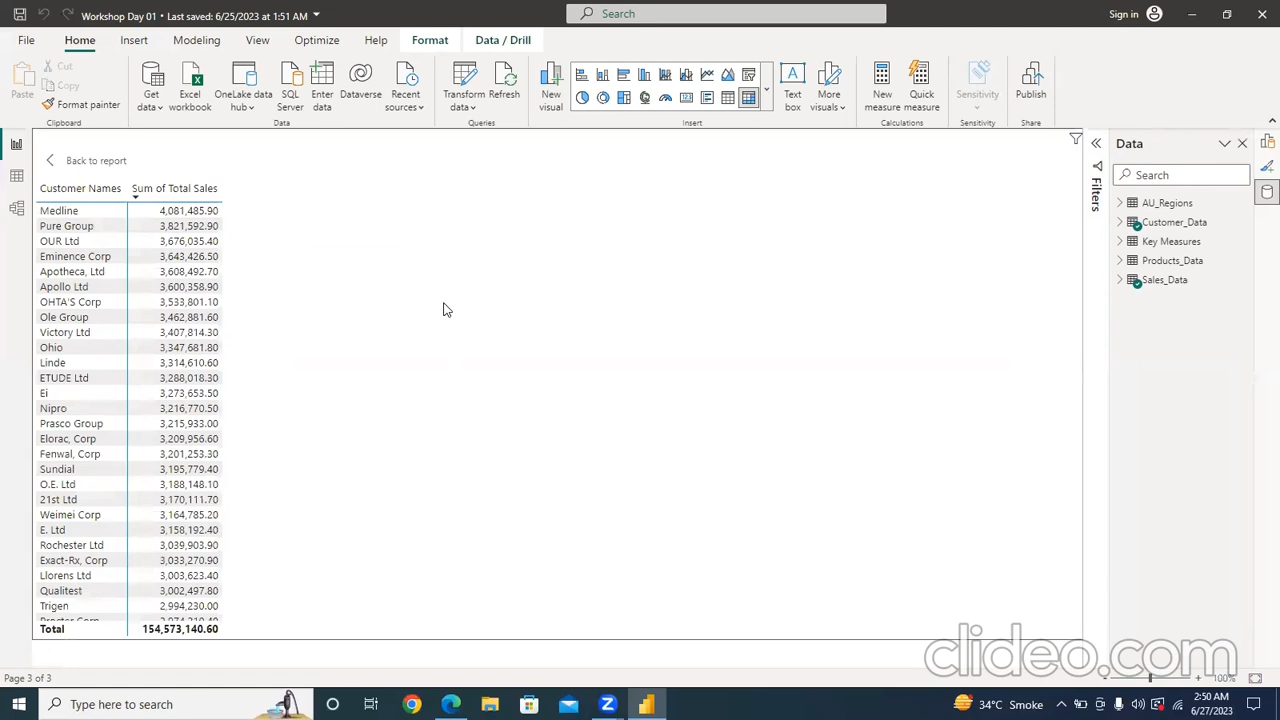 Workshop Day 01 • Last saved: 6/25/2023 at 1:51 AM
Search
Sign in
File
Home
Insert
Modeling
View
Optimize
Help
Format
Data / Drill
Paste
Cut
Copy
Format painter
Get data
Excel workbook
OneLake data hub
SQL Server
Enter data
Dataverse
Recent sources
Transform data
Refresh
New visual
Text box
More visuals
New measure
Quick measure
Sensitivity
Publish
Clipboard
Data
Queries
Insert
Calculations
Sensitivity
Share
Back to report
Customer Names Sum of Total Sales
Medline 4,081,485.90
Pure Group 3,821,592.90
OUR Ltd 3,676,035.40
Eminence Corp 3,643,426.50
Apotheca, Ltd 3,608,492.70
Apollo Ltd 3,600,358.90
OHTA'S Corp 3,533,801.10
Ole Group 3,462,881.60
Victory Ltd 3,407,814.30
Ohio 3,347,681.80
Linde 3,314,610.60
ETUDE Ltd 3,288,018.30
Ei 3,273,653.50
Nipro 3,216,770.50
Prasco Group 3,215,933.00
Elorac, Corp 3,209,956.60
Fenwal, Corp 3,201,253.30
Sundial 3,195,779.40
O.E. Ltd 3,188,148.10
21st Ltd 3,170,111.70
Weimei Corp 3,164,785.20
E. Ltd 3,158,192.40
Rochester Ltd 3,039,903.90
Exact-Rx, Corp 3,033,270.90
Llorens Ltd 3,003,623.40
Qualitest 3,002,497.80
Trigen 2,994,230.00
Total 154,573,140.60
Filters
Data
Search
AU_Regions
Customer_Data
Key Measures
Products_Data
Sales_Data
clideo.com
Page 3 of 3
100%
Type here to search
34°C Smoke
2:50 AM
6/27/2023